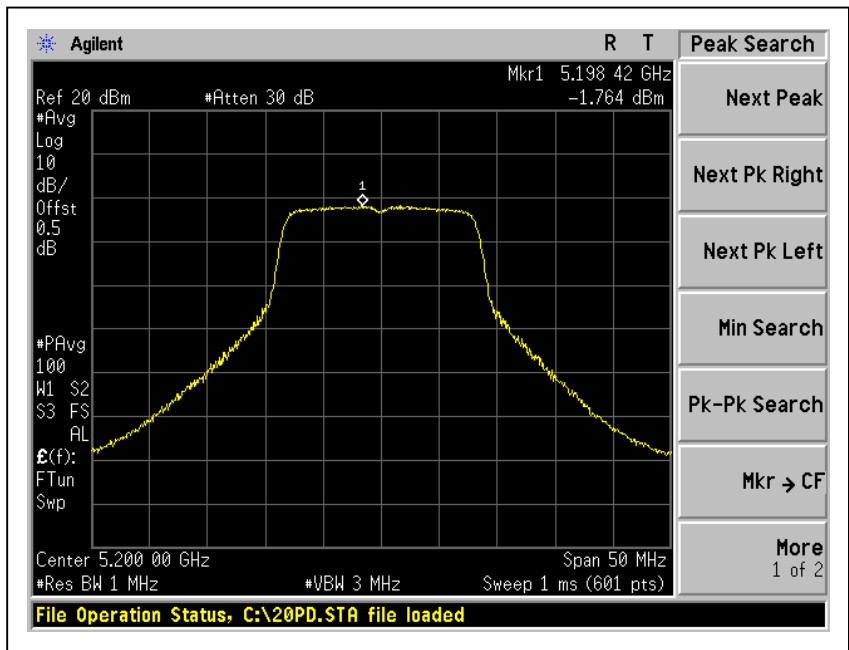 Agilent
R T
Peak Search
Mkr1 5.198 42 GHz
Ref 20 dBm
#Atten 30 dB
-1.764 dBm
#Avg
Log
10
dB/
Offst
0.5
dB
1
#PAvg
100
W1 S2
S3 FS
AL
£(f):
FTun
Swp
Center 5.200 00 GHz
Span 50 MHz
#Res BW 1 MHz
#VBW 3 MHz
Sweep 1 ms (601 pts)
File Operation Status, C:\20PD.STA file loaded
Next Peak
Next Pk Right
Next Pk Left
Min Search
Pk-Pk Search
Mkr → CF
More
1 of 2